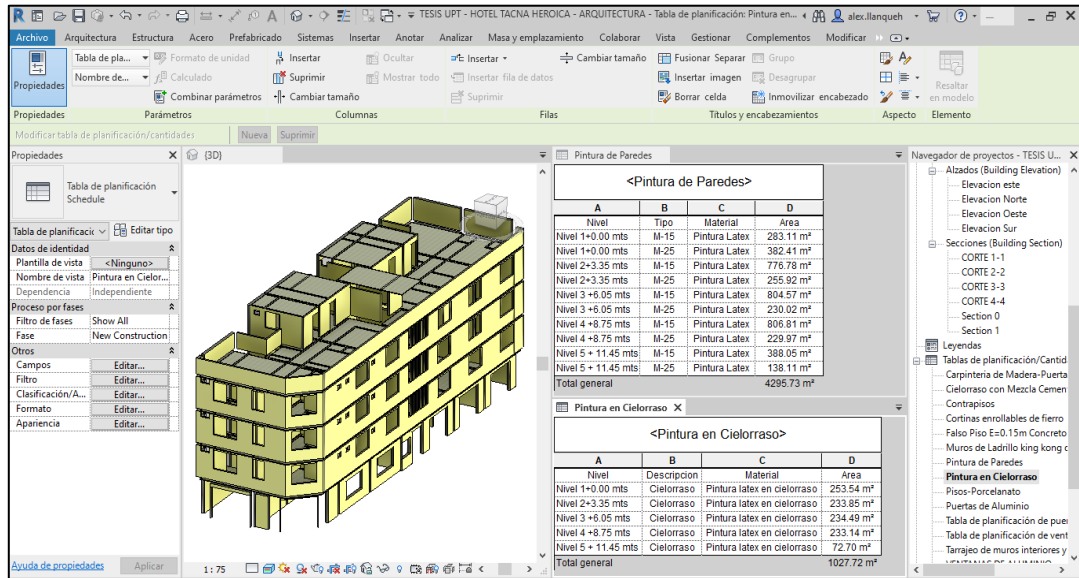 TESIS UPT - HOTEL TACNA HEROICA - ARQUITECTURA - Tabla de planificación: Pintura en... alex.llanqueh
Archivo Arquitectura Estructura Acero Prefabricado Sistemas Insertar Anotar Analizar Masa y emplazamiento Colaborar Vista Gestionar Complementos Modificar
Tabla de pla... Formato de unidad Insertar Ocultar Insertar Cambiar tamaño Fusionar Separar Grupo
Nombre de... Calculado Suprimir Mostrar todo Insertar fila de datos Insertar imagen Desagrupar
Propiedades Combinar parámetros Cambiar tamaño Suprimir Borrar celda Inmovilizar encabezado Resaltar en modelo
Propiedades Parámetros Columnas Filas Títulos y encabezamientos Aspecto Elemento
Modificar tabla de planificación/cantidades Nueva Suprimir
Propiedades
Tabla de planificación
Schedule
Tabla de planificaci Editar tipo
Datos de identidad
Plantilla de vista <Ninguno>
Nombre de vista Pintura en Cielor...
Dependencia Independiente
Proceso por fases
Filtro de fases Show All
Fase New Construction
Otros
Campos Editar...
Filtro Editar...
Clasificación/A... Editar...
Formato Editar...
Apariencia Editar...
Ayuda de propiedades Aplicar
{3D}
1 : 75
Pintura de Paredes
<Pintura de Paredes>
A B C D
Nivel Tipo Material Area
Nivel 1+0.00 mts M-15 Pintura Latex 283.11 m²
Nivel 1+0.00 mts M-25 Pintura Latex 382.41 m²
Nivel 2+3.35 mts M-15 Pintura Latex 776.78 m²
Nivel 2+3.35 mts M-25 Pintura Latex 255.92 m²
Nivel 3 +6.05 mts M-15 Pintura Latex 804.57 m²
Nivel 3 +6.05 mts M-25 Pintura Latex 230.02 m²
Nivel 4 +8.75 mts M-15 Pintura Latex 806.81 m²
Nivel 4 +8.75 mts M-25 Pintura Latex 229.97 m²
Nivel 5 + 11.45 mts M-15 Pintura Latex 388.05 m²
Nivel 5 + 11.45 mts M-25 Pintura Latex 138.11 m²
Total general 4295.73 m²
Pintura en Cielorraso
<Pintura en Cielorraso>
A B C D
Nivel Descripcion Material Area
Nivel 1+0.00 mts Cielorraso Pintura latex en cielorraso 253.54 m²
Nivel 2+3.35 mts Cielorraso Pintura latex en cielorraso 233.85 m²
Nivel 3 +6.05 mts Cielorraso Pintura latex en cielorraso 234.49 m²
Nivel 4 +8.75 mts Cielorraso Pintura latex en cielorraso 233.14 m²
Nivel 5 + 11.45 mts Cielorraso Pintura latex en cielorraso 72.70 m²
Total general 1027.72 m²
Navegador de proyectos - TESIS U...
Alzados (Building Elevation)
Elevacion este
Elevacion Norte
Elevacion Oeste
Elevacion Sur
Secciones (Building Section)
CORTE 1-1
CORTE 2-2
CORTE 3-3
CORTE 4-4
Section 0
Section 1
Leyendas
Tablas de planificación/Cantid
Carpinteria de Madera-Puerta
Cielorraso con Mezcla Cemen
Contrapisos
Cortinas enrollables de fierro
Falso Piso E=0.15m Concreto
Muros de Ladrillo king kong
Pintura de Paredes
Pintura en Cielorraso
Pisos-Porcelanato
Puertas de Aluminio
Tabla de planificación de puer
Tabla de planificación de vent
Tarrajeo de muros interiores y